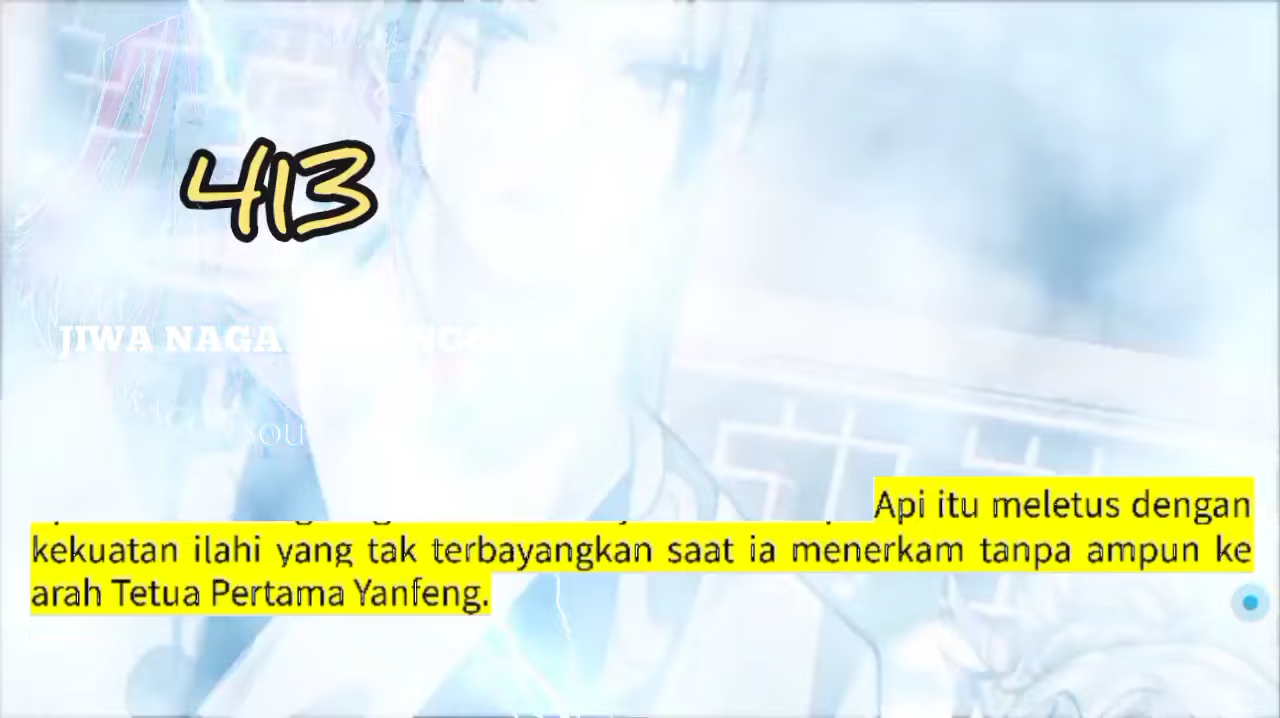 413
JIWA NAGA
SOU
Api itu meletus dengan
kekuatan ilahi yang tak terbayangkan saat ia menerkam tanpa ampun ke
arah Tetua Pertama Yanfeng.